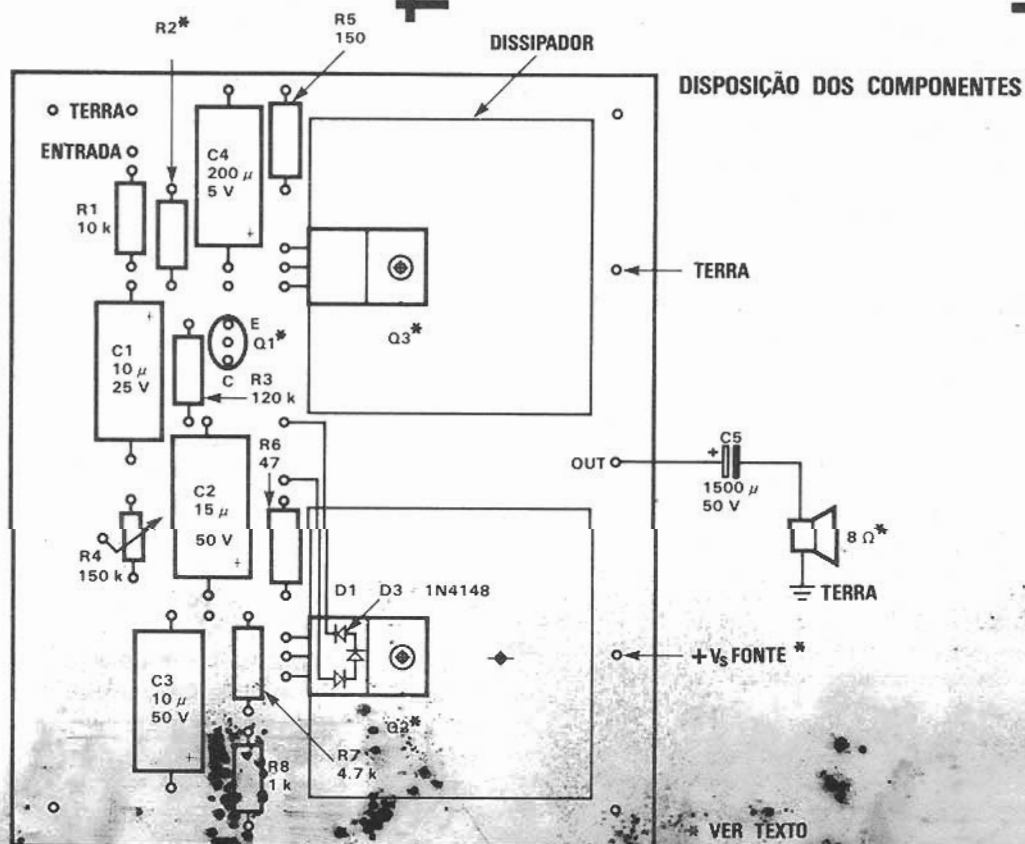 R2*
R5
150
DISSIPADOR
DISPOSIÇÃO DOS COMPONENTES
TERRA
ENTRADA
C4
200 µ
5 V
+
R1
10 k
TERRA
+
C1
10 µ
25 V
E
Q1*
C
Q3*
R3
120 k
R6
47
OUT
+
C5
1500 µ
50 V
C2
15 µ
50 V
+
R4
150 k
8 Ω*
TERRA
D1 D3 1N4148
+ VS FONTE *
C3
10 µ
50 V
+
Q2*
R7
4.7 k
R8
1 k
* VER TEXTO